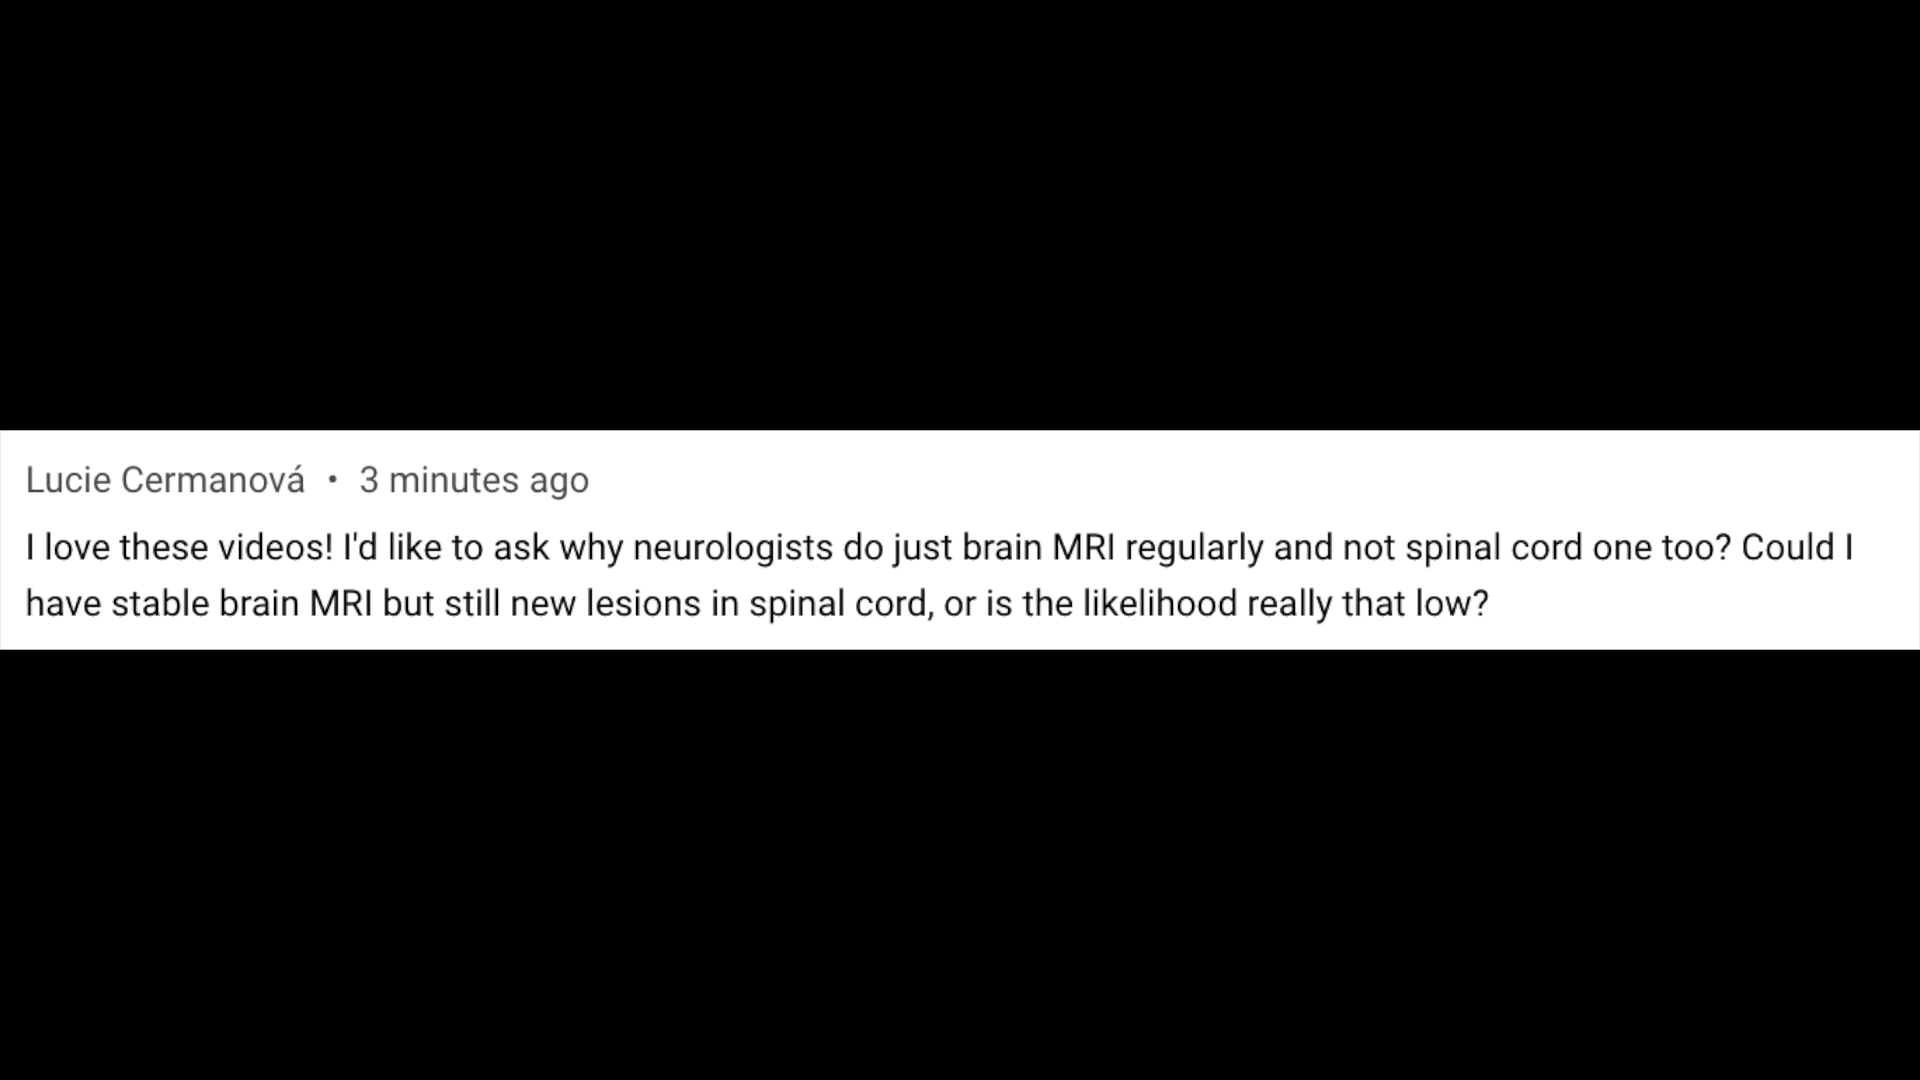 Lucie Cermanová • 3 minutes ago
I love these videos! I'd like to ask why neurologists do just brain MRI regularly and not spinal cord one too? Could I
have stable brain MRI but still new lesions in spinal cord, or is the likelihood really that low?